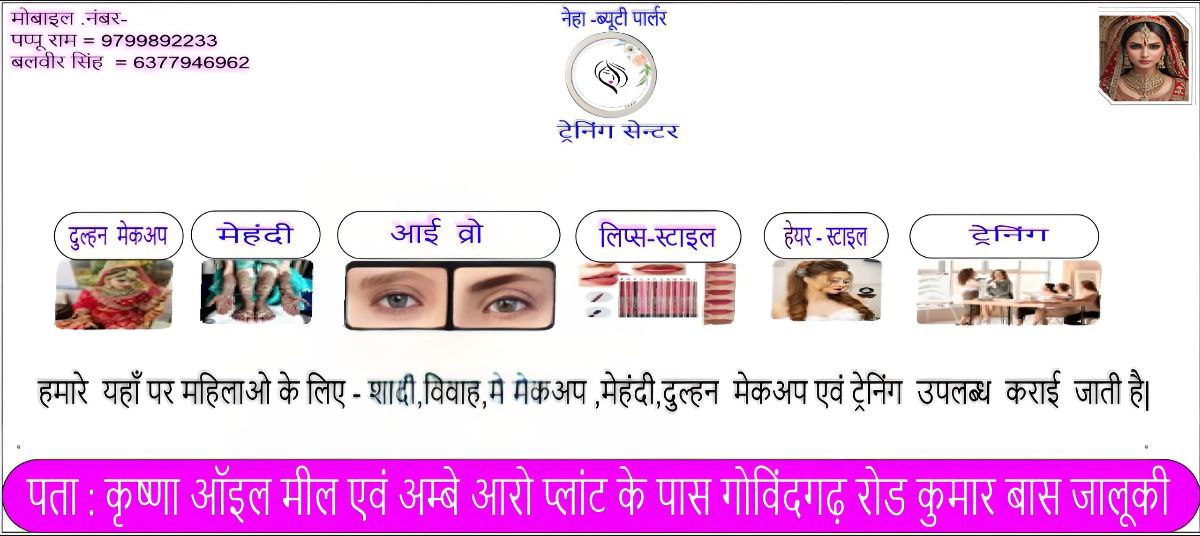 मोबाइल .नंबर-
पप्पू राम = 9799892233
बलवीर सिंह = 6377946962
नेहा -ब्यूटी पार्लर
ट्रेनिंग सेन्टर
दुल्हन मेकअप
मेहंदी
आई व्रो
लिप्स-स्टाइल
हेयर - स्टाइल
ट्रेनिंग
हमारे यहाँ पर महिलाओ के लिए - शादी,विवाह,मे मेकअप ,मेहंदी,दुल्हन मेकअप एवं ट्रेनिंग उपलब्ध कराई जाती है|
पता : कृष्णा ऑइल मील एवं अम्बे आरो प्लांट के पास गोविंदगढ़ रोड कुमार बास जालूकी